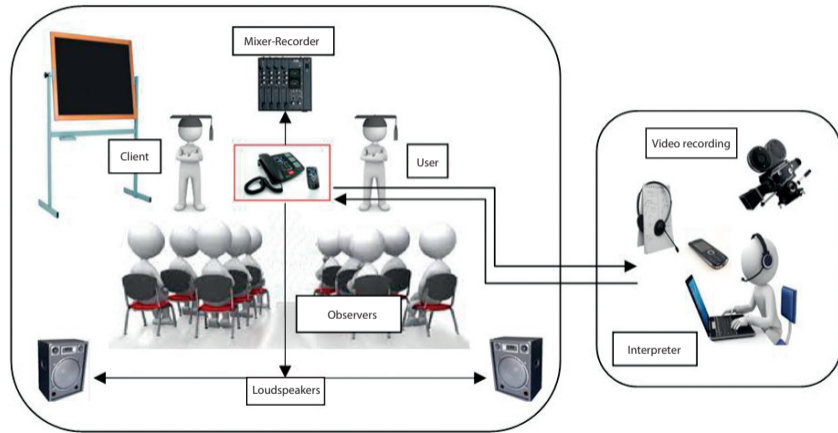 Mixer-Recorder
Client
User
Observers
Loudspeakers
Video recording
Interpreter